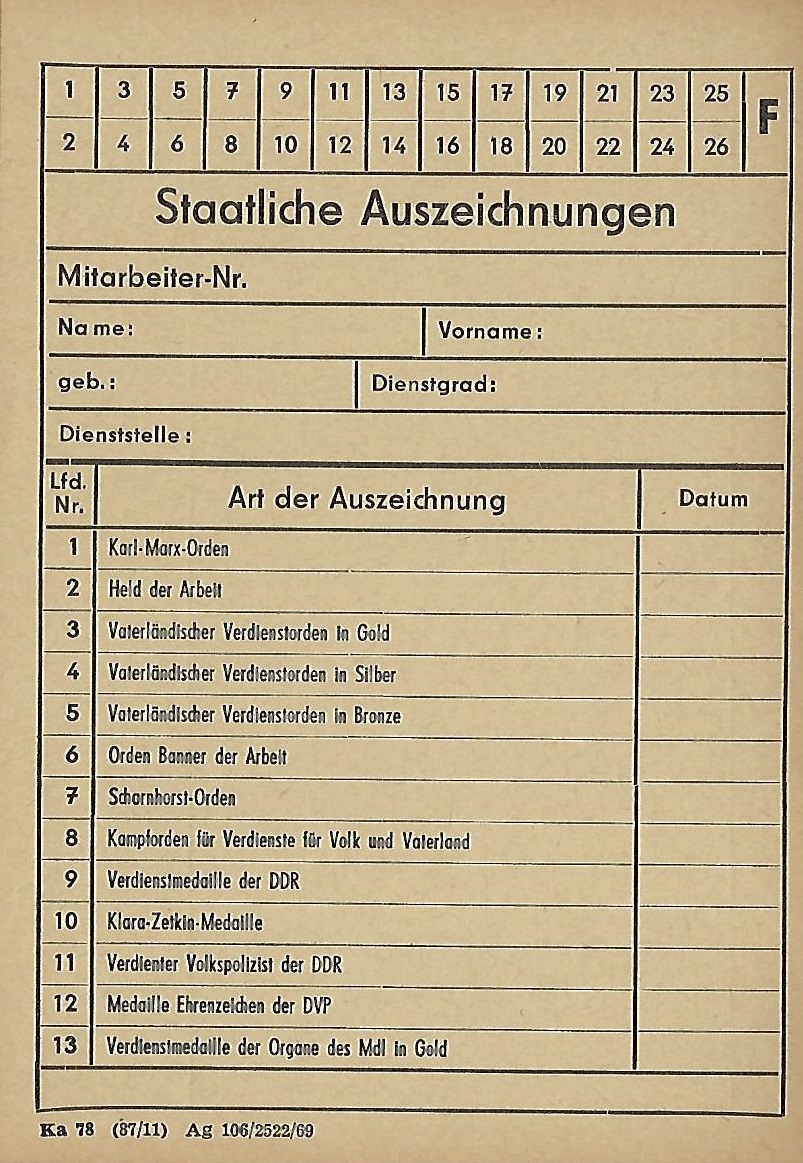 1 3 5 7 9 11 13 15 17 19 21 23 25 F
2 4 6 8 10 12 14 16 18 20 22 24 26
Staatliche Auszeichnungen
Mitarbeiter-Nr.
Name: Vorname:
geb.: Dienstgrad:
Dienststelle:
Lfd. Nr. Art der Auszeichnung Datum
1 Karl-Marx-Orden
2 Held der Arbeit
3 Vaterländischer Verdienstorden in Gold
4 Vaterländischer Verdienstorden in Silber
5 Vaterländischer Verdienstorden in Bronze
6 Orden Banner der Arbeit
7 Scharnhorst-Orden
8 Kampforden für Verdienste für Volk und Vaterland
9 Verdienstmedaille der DDR
10 Klara-Zetkin-Medaille
11 Verdienter Volkspolizist der DDR
12 Medaille Ehrenzeichen der DVP
13 Verdienstmedaille der Organe des MdI in Gold
Ka 78 (87/11) Ag 106/2522/69